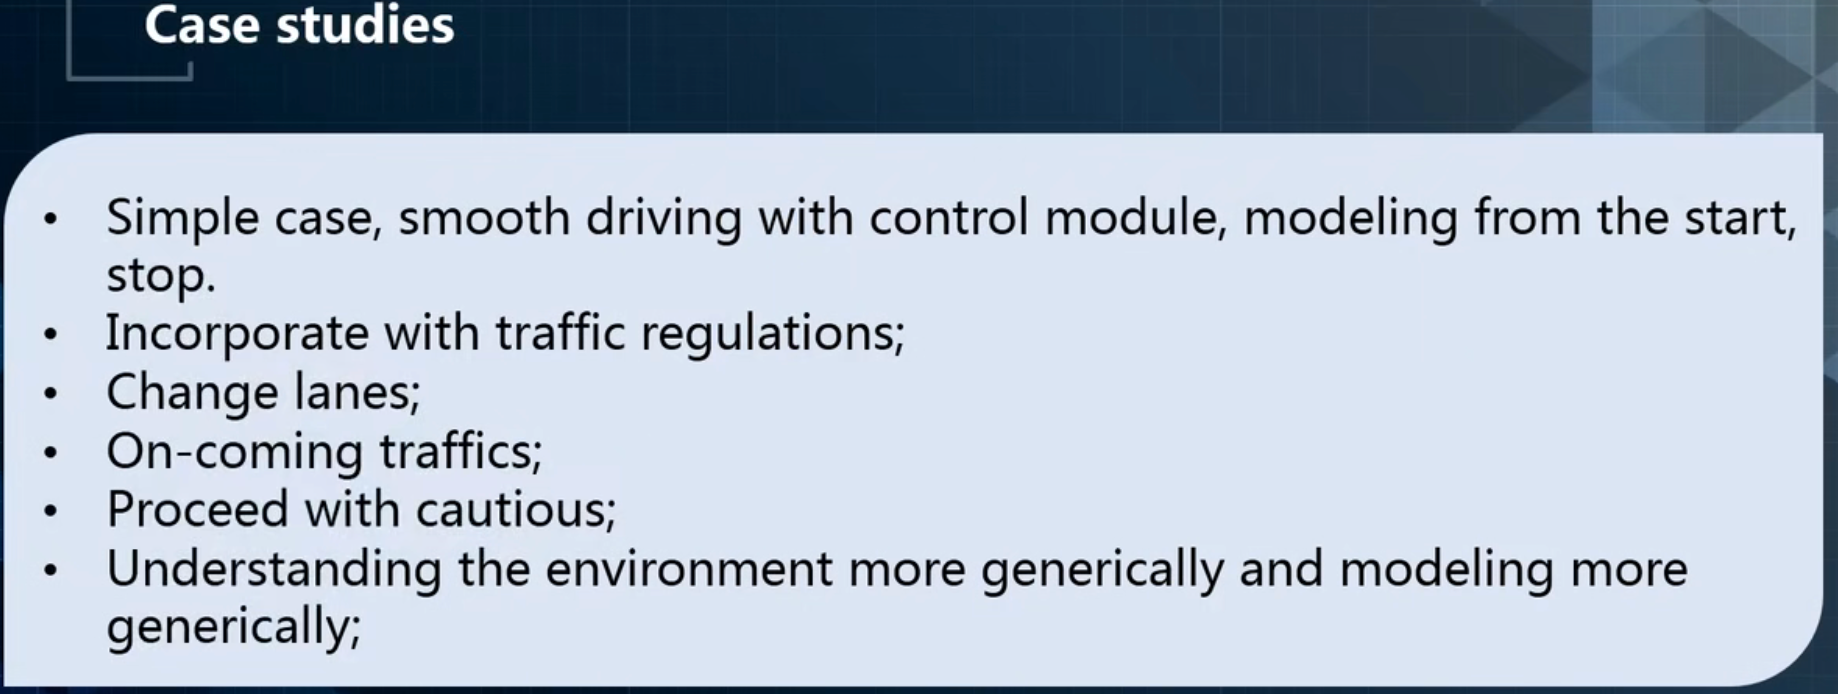 Case studies
• Simple case, smooth driving with control module, modeling from the start,
stop.
• Incorporate with traffic regulations;
• Change lanes;
• On-coming traffics;
• Proceed with cautious;
• Understanding the environment more generically and modeling more
generically;